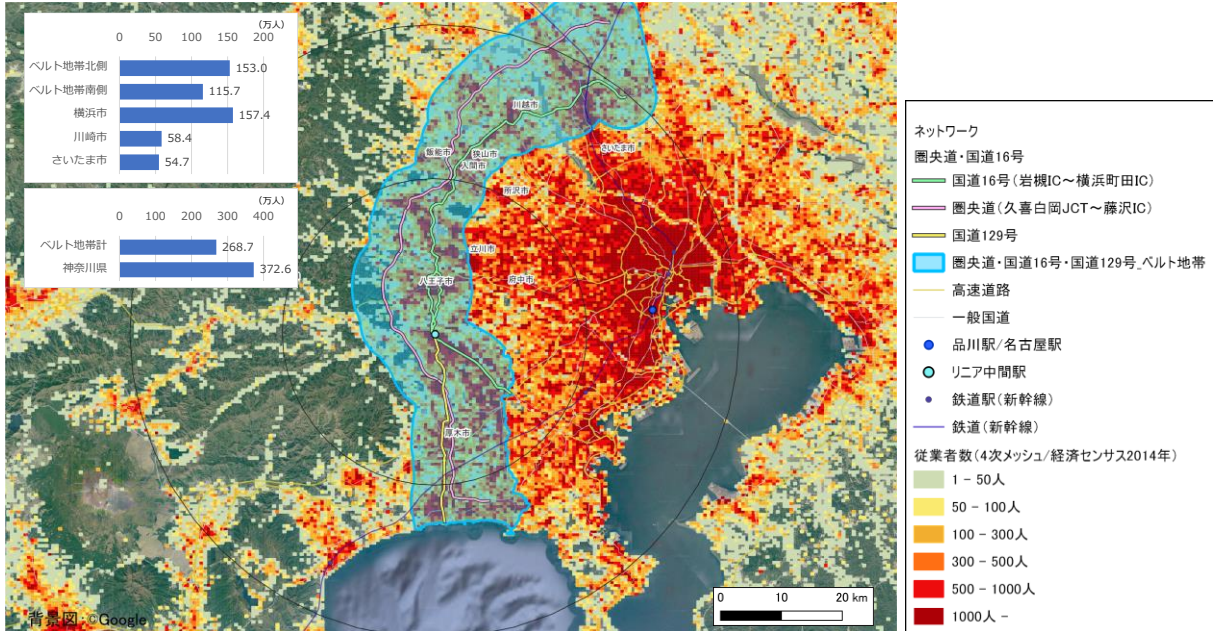 (万人)
0 50 100 150 200
ベルト地帯北側 153.0
ベルト地帯南側 115.7
横浜市 157.4
川崎市 58.4
さいたま市 54.7
(万人)
0 100 200 300 400
ベルト地帯計 268.7
神奈川県 372.6
川越市
さいたま市
飯能市
狭山市
入間市
所沢市
立川市
府中市
八王子市
厚木市
背景図:©Google
0 10 20 km
ネットワーク
圏央道・国道16号
国道16号(岩槻IC～横浜町田IC)
圏央道(久喜白岡JCT～藤沢IC)
国道129号
圏央道・国道16号・国道129号_ベルト地帯
高速道路
一般国道
品川駅/名古屋駅
リニア中間駅
鉄道駅(新幹線)
鉄道(新幹線)
従業者数(4次メッシュ/経済センサス2014年)
1 - 50人
50 - 100人
100 - 300人
300 - 500人
500 - 1000人
1000人 -